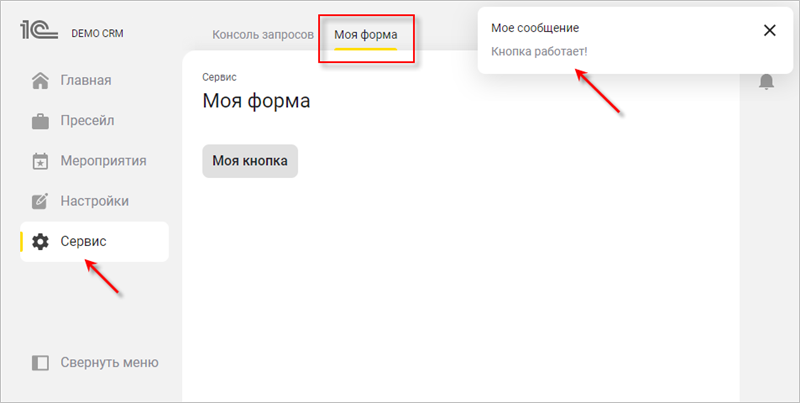 1С DEMO CRM
Консоль запросов Моя форма
Мое сообщение
Кнопка работает!
Главная
Пресейл
Мероприятия
Настройки
Сервис
Свернуть меню
Сервис
Моя форма
Моя кнопка